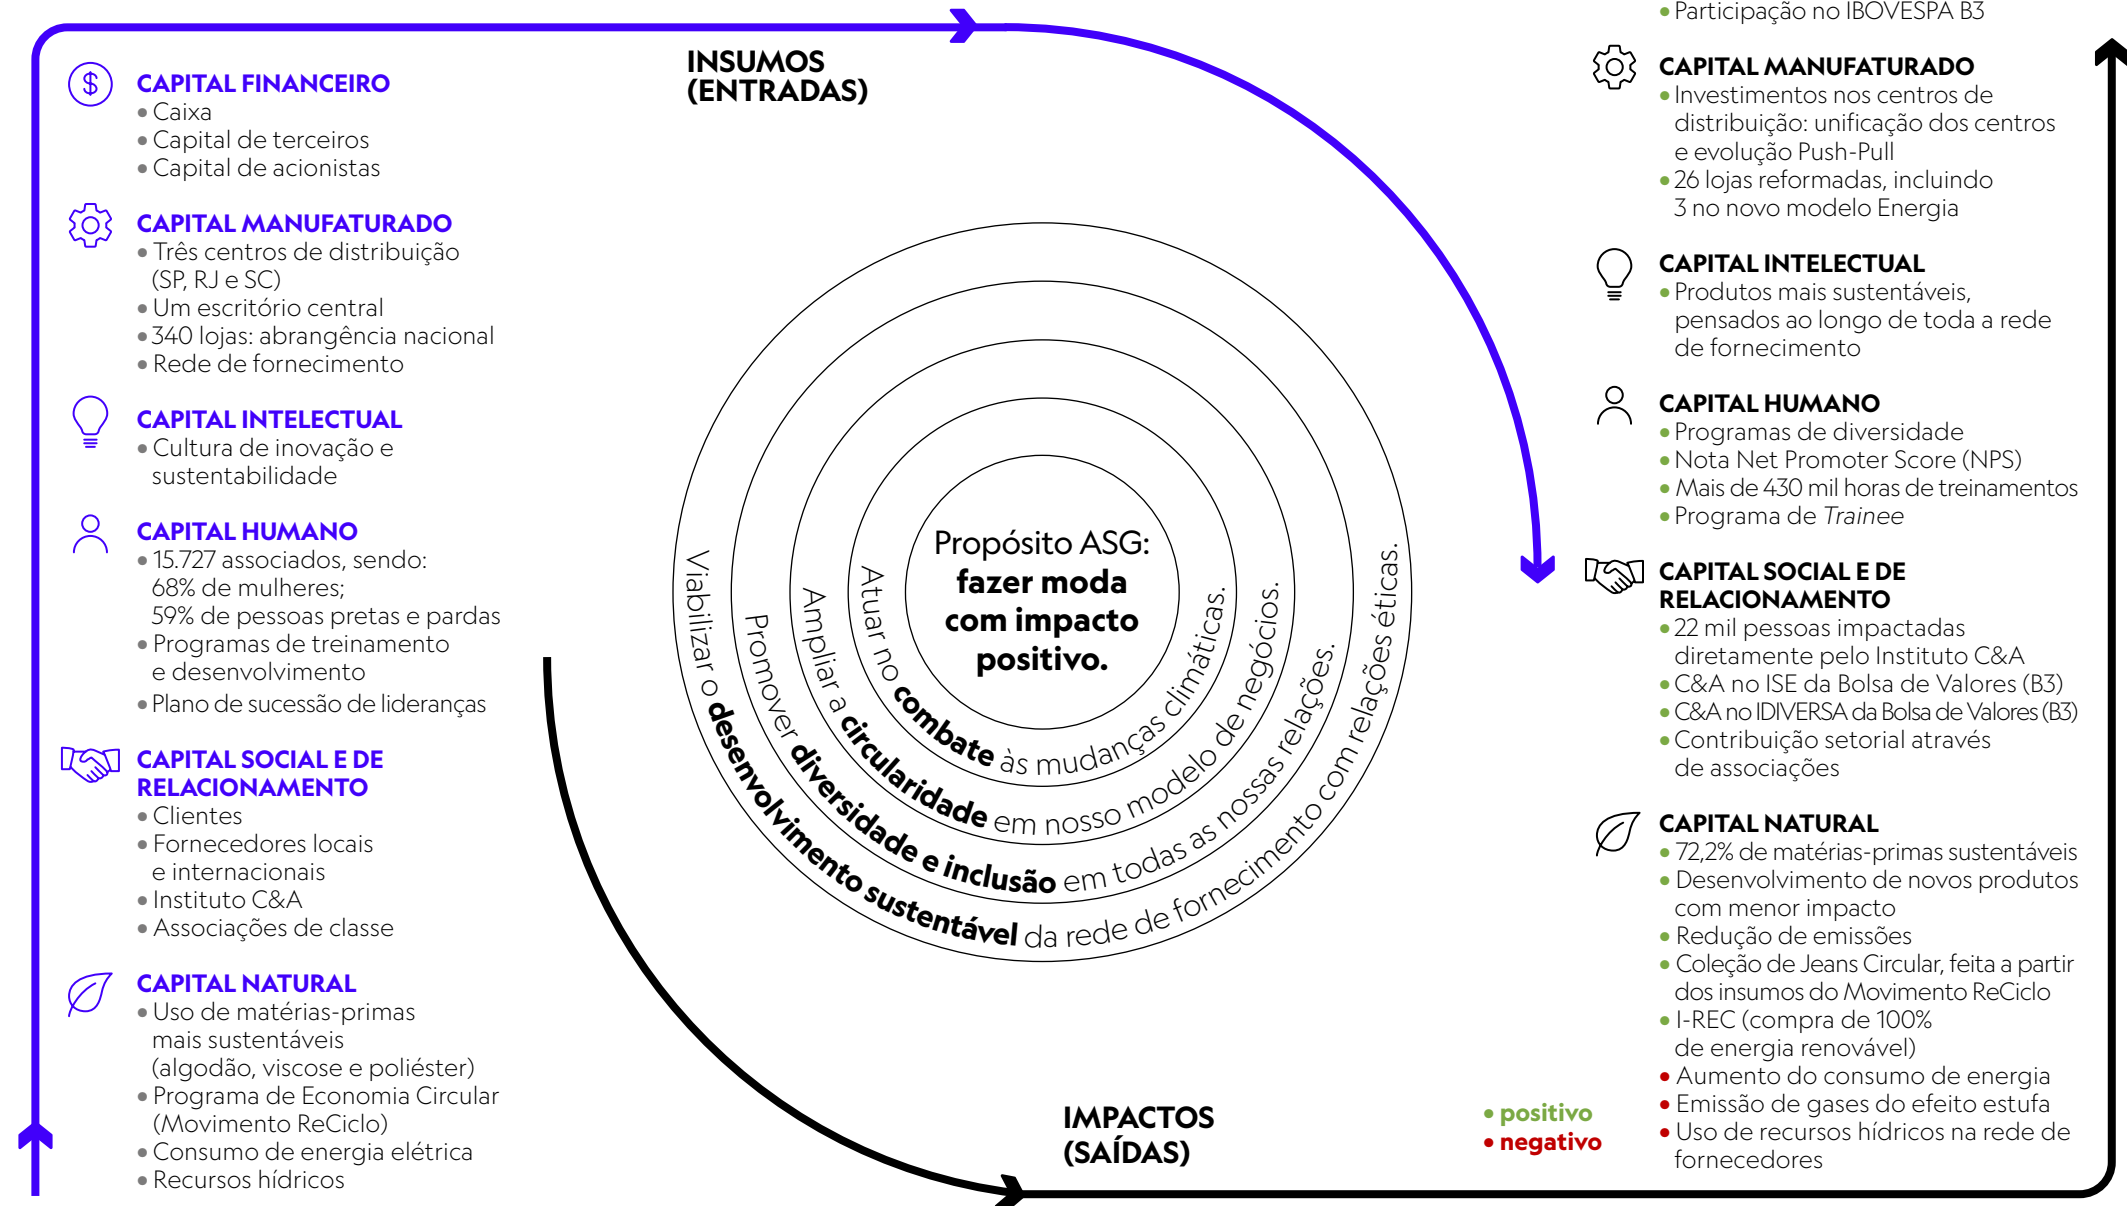 INSUMOS
(ENTRADAS)
CAPITAL FINANCEIRO
• Caixa
• Capital de terceiros
• Capital de acionistas
CAPITAL MANUFATURADO
• Três centros de distribuição
(SP, RJ e SC)
• Um escritório central
• 340 lojas: abrangência nacional
• Rede de fornecimento
CAPITAL INTELECTUAL
• Cultura de inovação e
sustentabilidade
CAPITAL HUMANO
• 15.727 associados, sendo:
68% de mulheres;
59% de pessoas pretas e pardas
• Programas de treinamento
e desenvolvimento
• Plano de sucessão de lideranças
CAPITAL SOCIAL E DE
RELACIONAMENTO
• Clientes
• Fornecedores locais
e internacionais
• Instituto C&A
• Associações de classe
CAPITAL NATURAL
• Uso de matérias-primas
mais sustentáveis
(algodão, viscose e poliéster)
• Programa de Economia Circular
(Movimento ReCiclo)
• Consumo de energia elétrica
• Recursos hídricos
Propósito ASG:
fazer moda
com impacto
positivo.
Atuar no combate às mudanças climáticas.
Ampliar a circularidade em nosso modelo de negócios.
Promover diversidade e inclusão em todas as nossas relações.
Viabilizar o desenvolvimento sustentável da rede de fornecimento com relações éticas.
IMPACTOS
(SAÍDAS)
• positivo
• negativo
• Participação no IBOVESPA B3
CAPITAL MANUFATURADO
• Investimentos nos centros de
distribuição: unificação dos centros
e evolução Push-Pull
• 26 lojas reformadas, incluindo
3 no novo modelo Energia
CAPITAL INTELECTUAL
• Produtos mais sustentáveis,
pensados ao longo de toda a rede
de fornecimento
CAPITAL HUMANO
• Programas de diversidade
• Nota Net Promoter Score (NPS)
• Mais de 430 mil horas de treinamentos
• Programa de Trainee
CAPITAL SOCIAL E DE
RELACIONAMENTO
• 22 mil pessoas impactadas
diretamente pelo Instituto C&A
• C&A no ISE da Bolsa de Valores (B3)
• C&A no IDIVERSA da Bolsa de Valores (B3)
• Contribuição setorial através
de associações
CAPITAL NATURAL
• 72,2% de matérias-primas sustentáveis
• Desenvolvimento de novos produtos
com menor impacto
• Redução de emissões
• Coleção de Jeans Circular, feita a partir
dos insumos do Movimento ReCiclo
• I-REC (compra de 100%
de energia renovável)
• Aumento do consumo de energia
• Emissão de gases do efeito estufa
• Uso de recursos hídricos na rede de
fornecedores